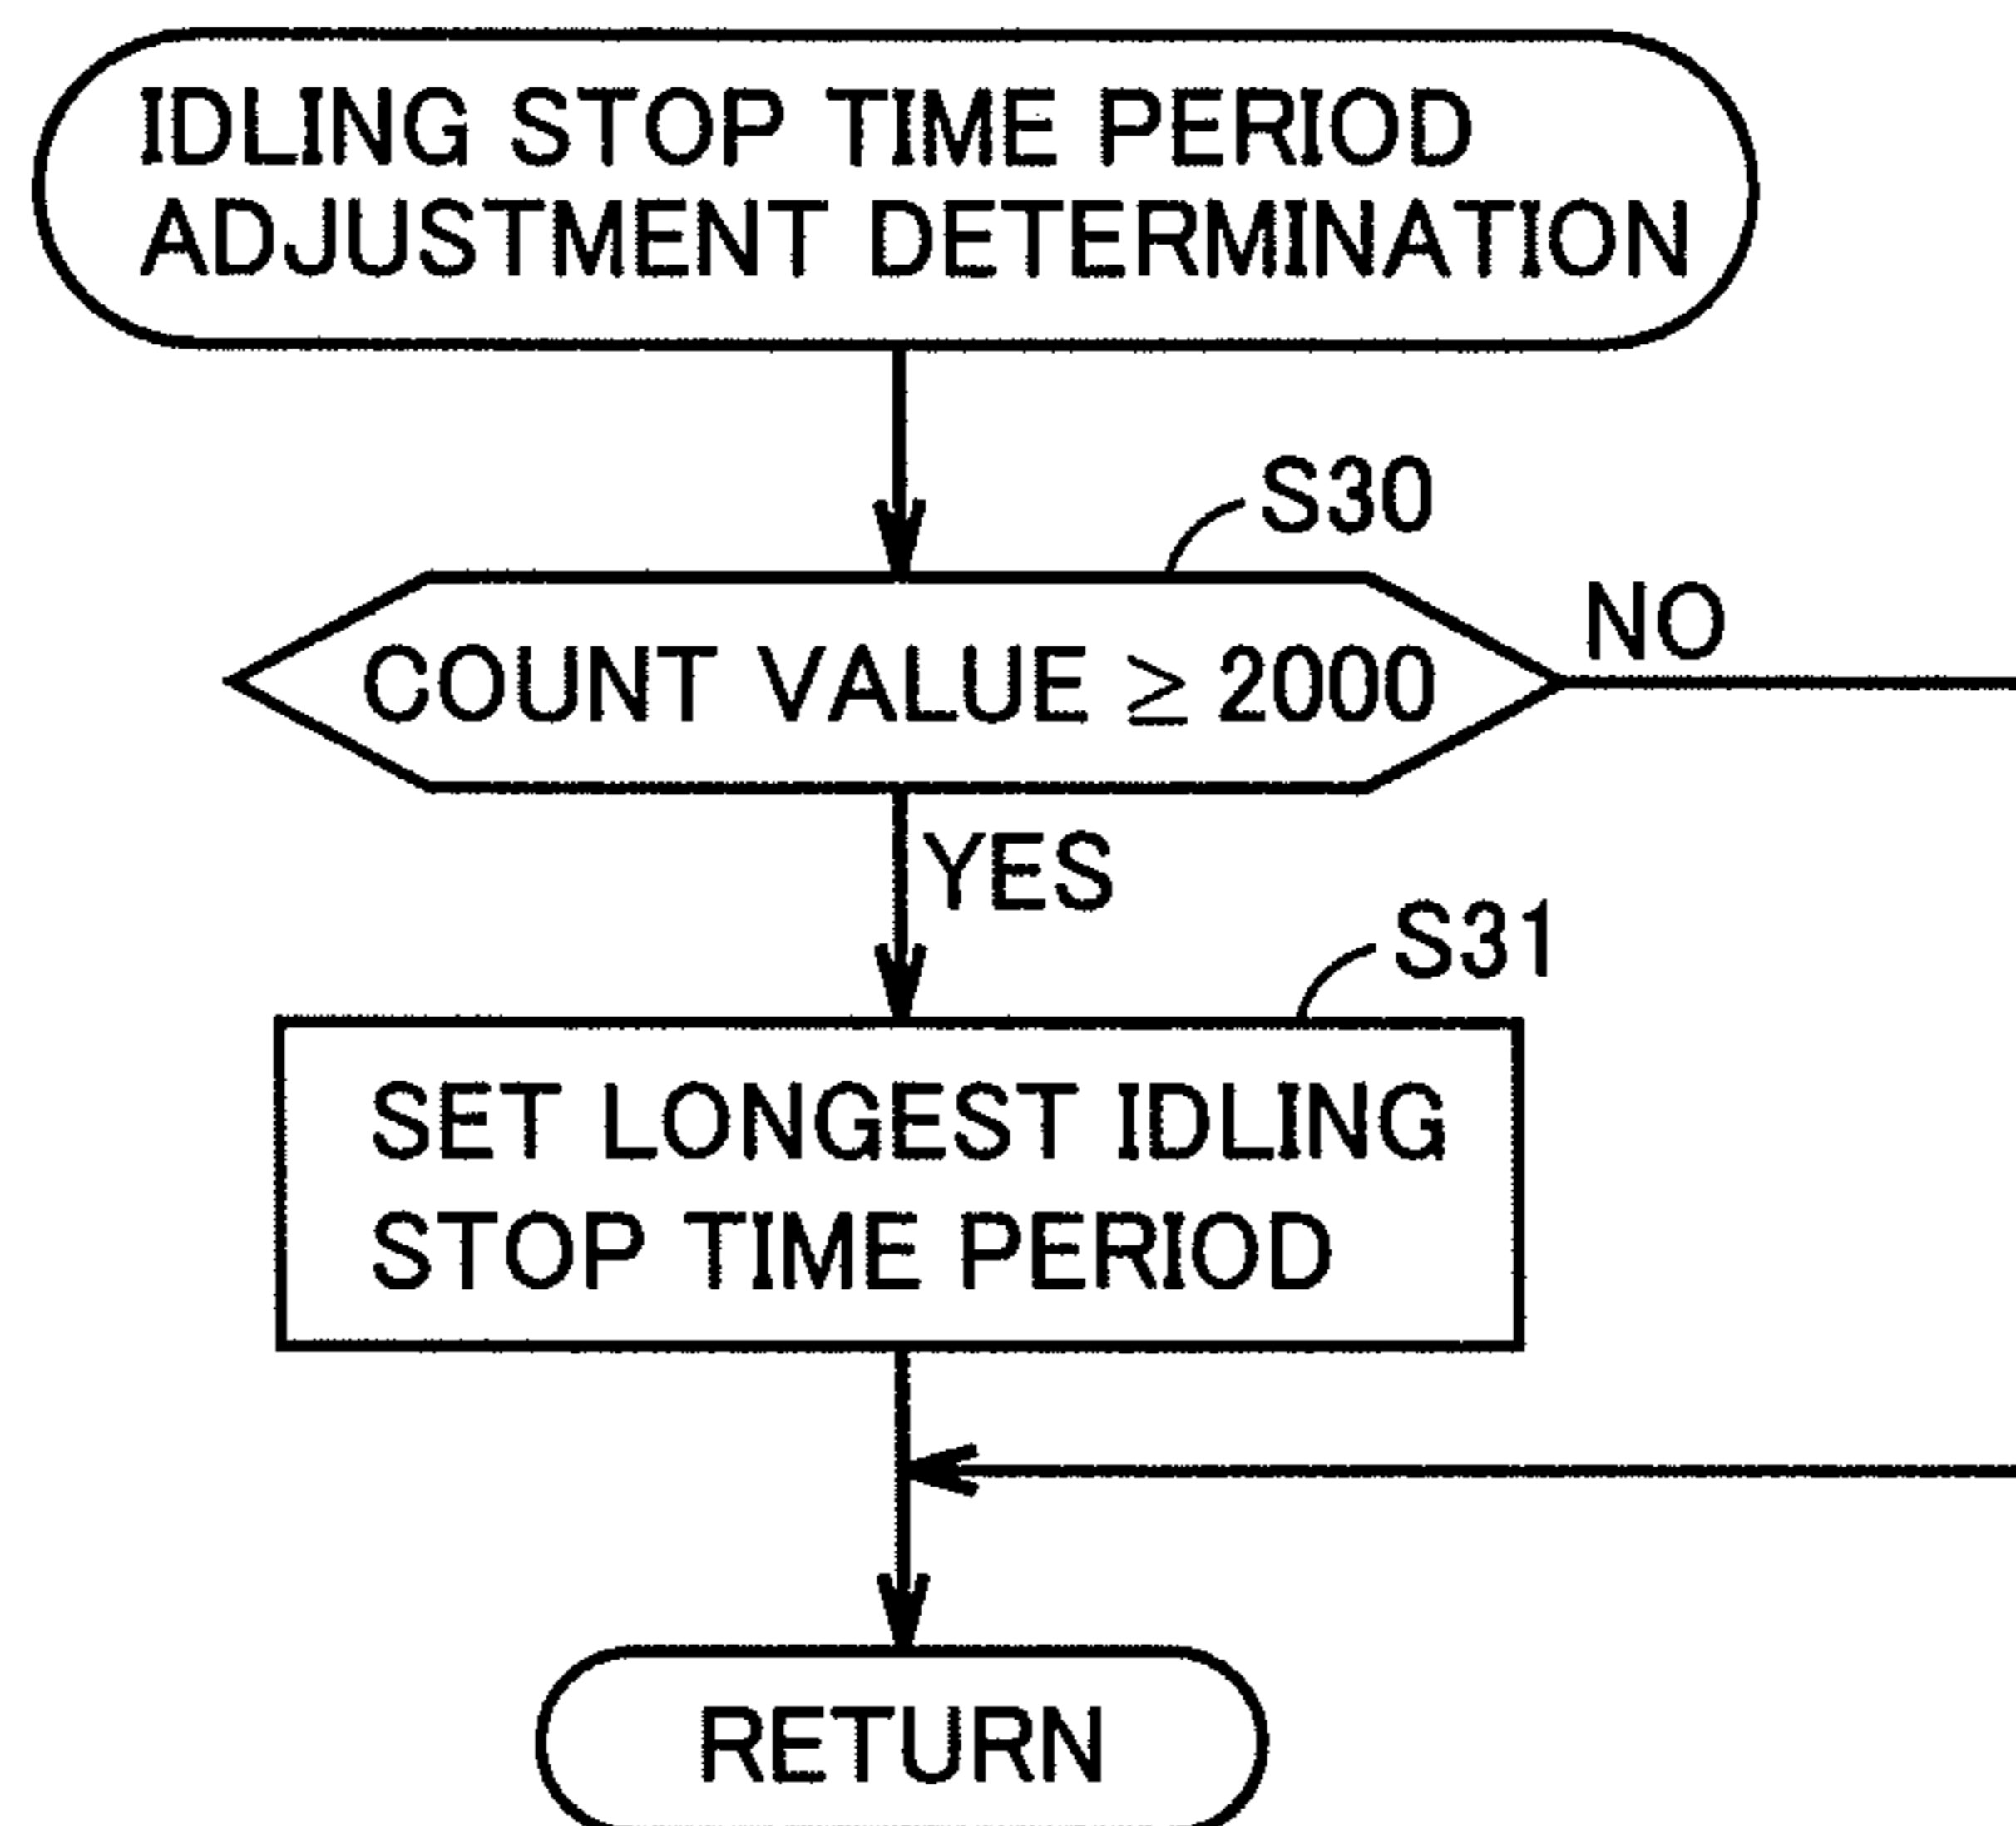 IDLING STOP TIME PERIOD
ADJUSTMENT DETERMINATION
S30
COUNT VALUE ≧ 2000
NO
YES
S31
SET LONGEST IDLING
STOP TIME PERIOD
RETURN